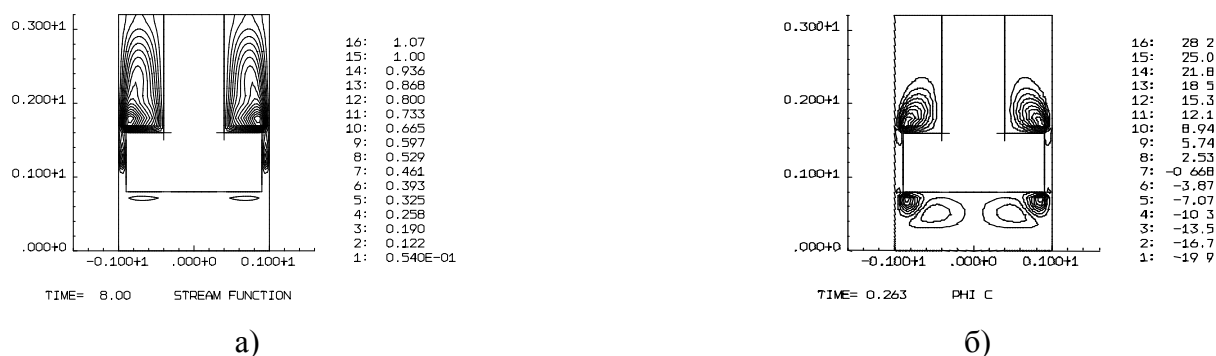 0.300+1
0.200+1
0.100+1
.000+0
-0.100+1 .000+0 0.100+1
16: 1.07
15: 1.00
14: 0.936
13: 0.868
12: 0.800
11: 0.733
10: 0.665
9: 0.597
8: 0.529
7: 0.461
6: 0.393
5: 0.325
4: 0.258
3: 0.190
2: 0.122
1: 0.540E-01
TIME= 8.00 STREAM FUNCTION
а)
0.300+1
0.200+1
0.100+1
.000+0
-0.100+1 .000+0 0.100+1
16: 28 2
15: 25.0
14: 21.8
13: 18 5
12: 15.3
11: 12.1
10: 8.94
9: 5.74
8: 2.53
7: -0 668
6: -3.87
5: -7.07
4: -10 3
3: -13.5
2: -16.7
1: -19 9
TIME= 0.263 PHI C
б)